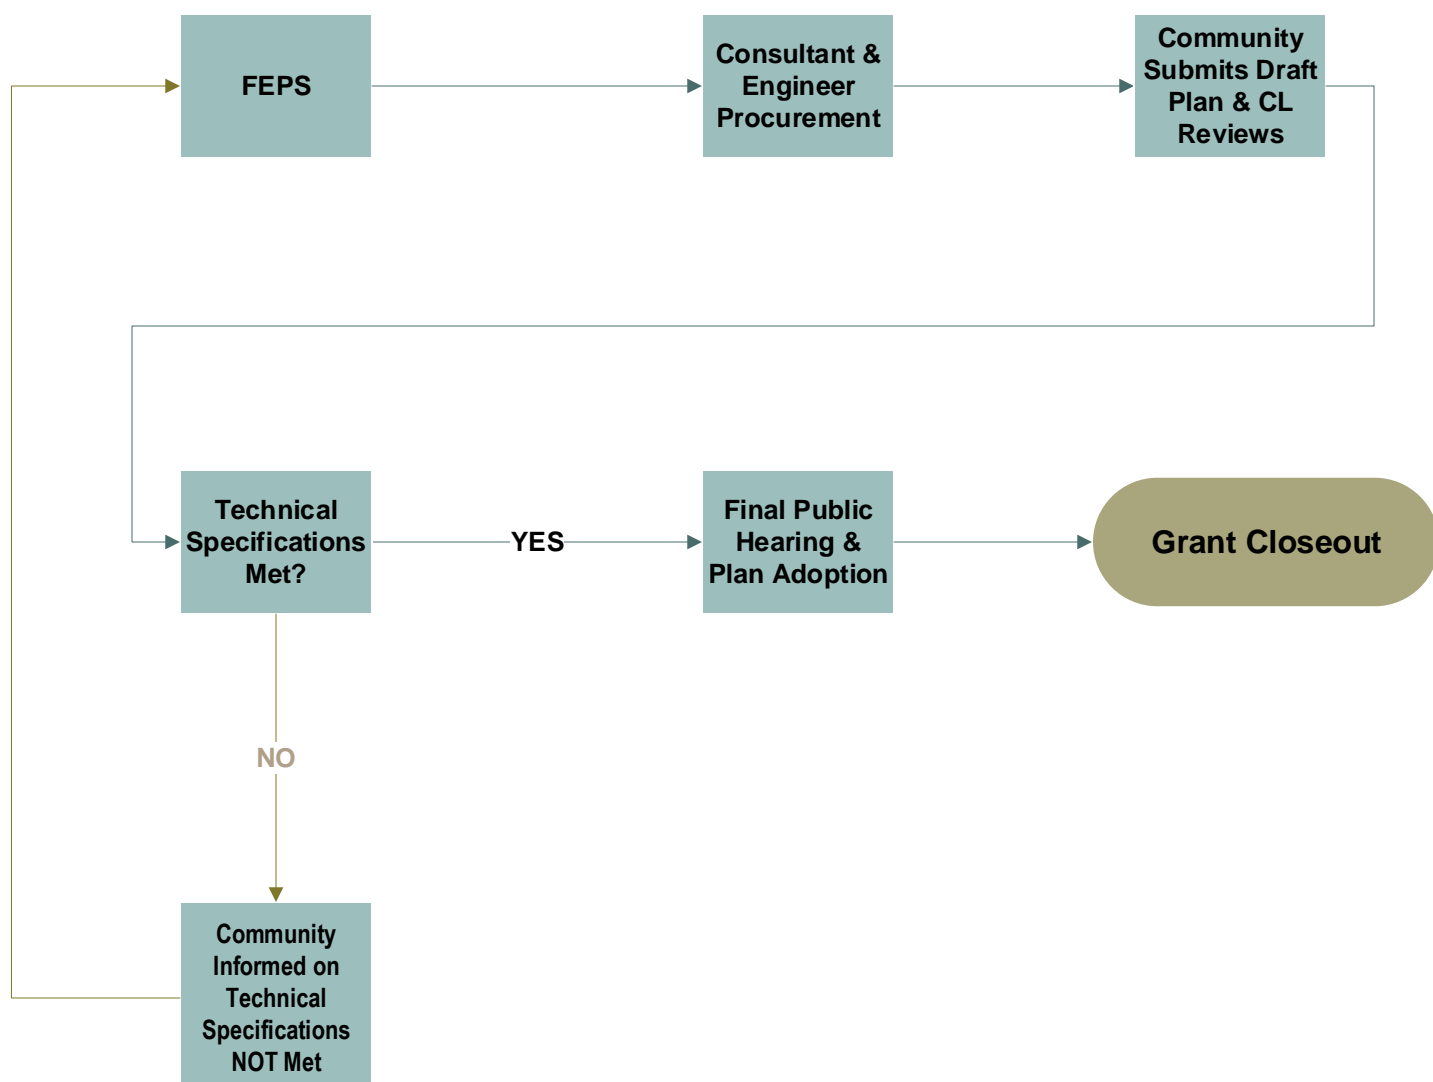 FEPS
Consultant &
Engineer
Procurement
Community
Submits Draft
Plan & CL
Reviews
Technical
Specifications
Met?
YES
Final Public
Hearing &
Plan Adoption
Grant Closeout
NO
Community
Informed on
Technical
Specifications
NOT Met